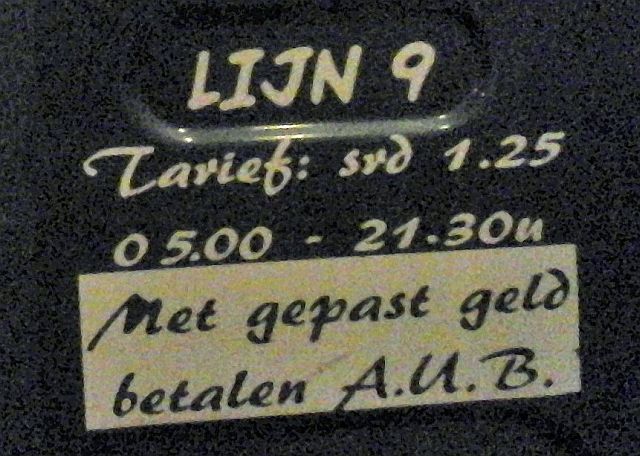 LIJN 9
Tarief: srd 1.25
05.00 - 21.30u
Met gepast geld
betalen A.U.B.